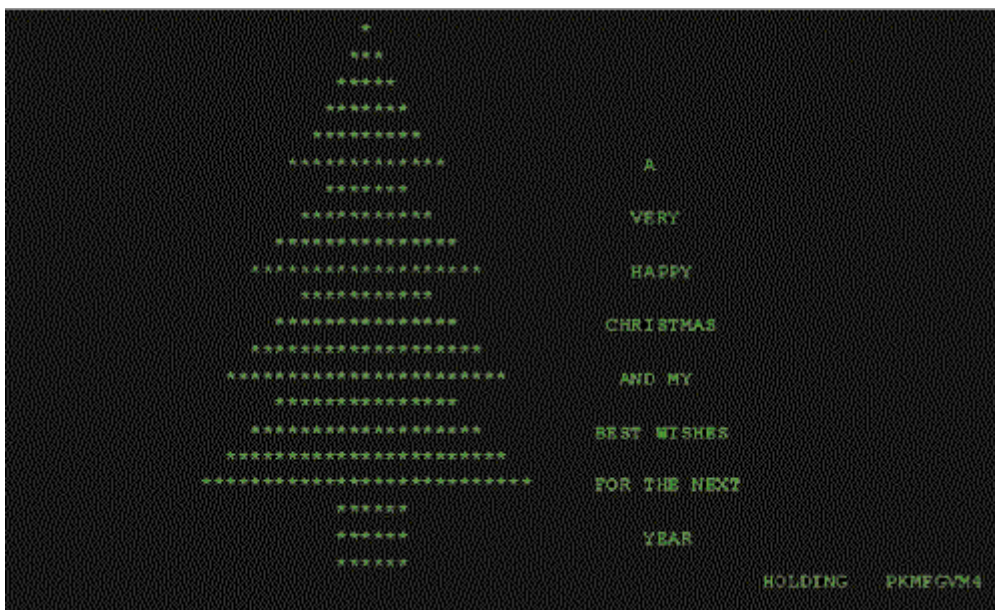 A
VERY
HAPPY
CHRISTMAS
AND MY
BEST WISHES
FOR THE NEXT
YEAR
HOLDING PKMFGVM4